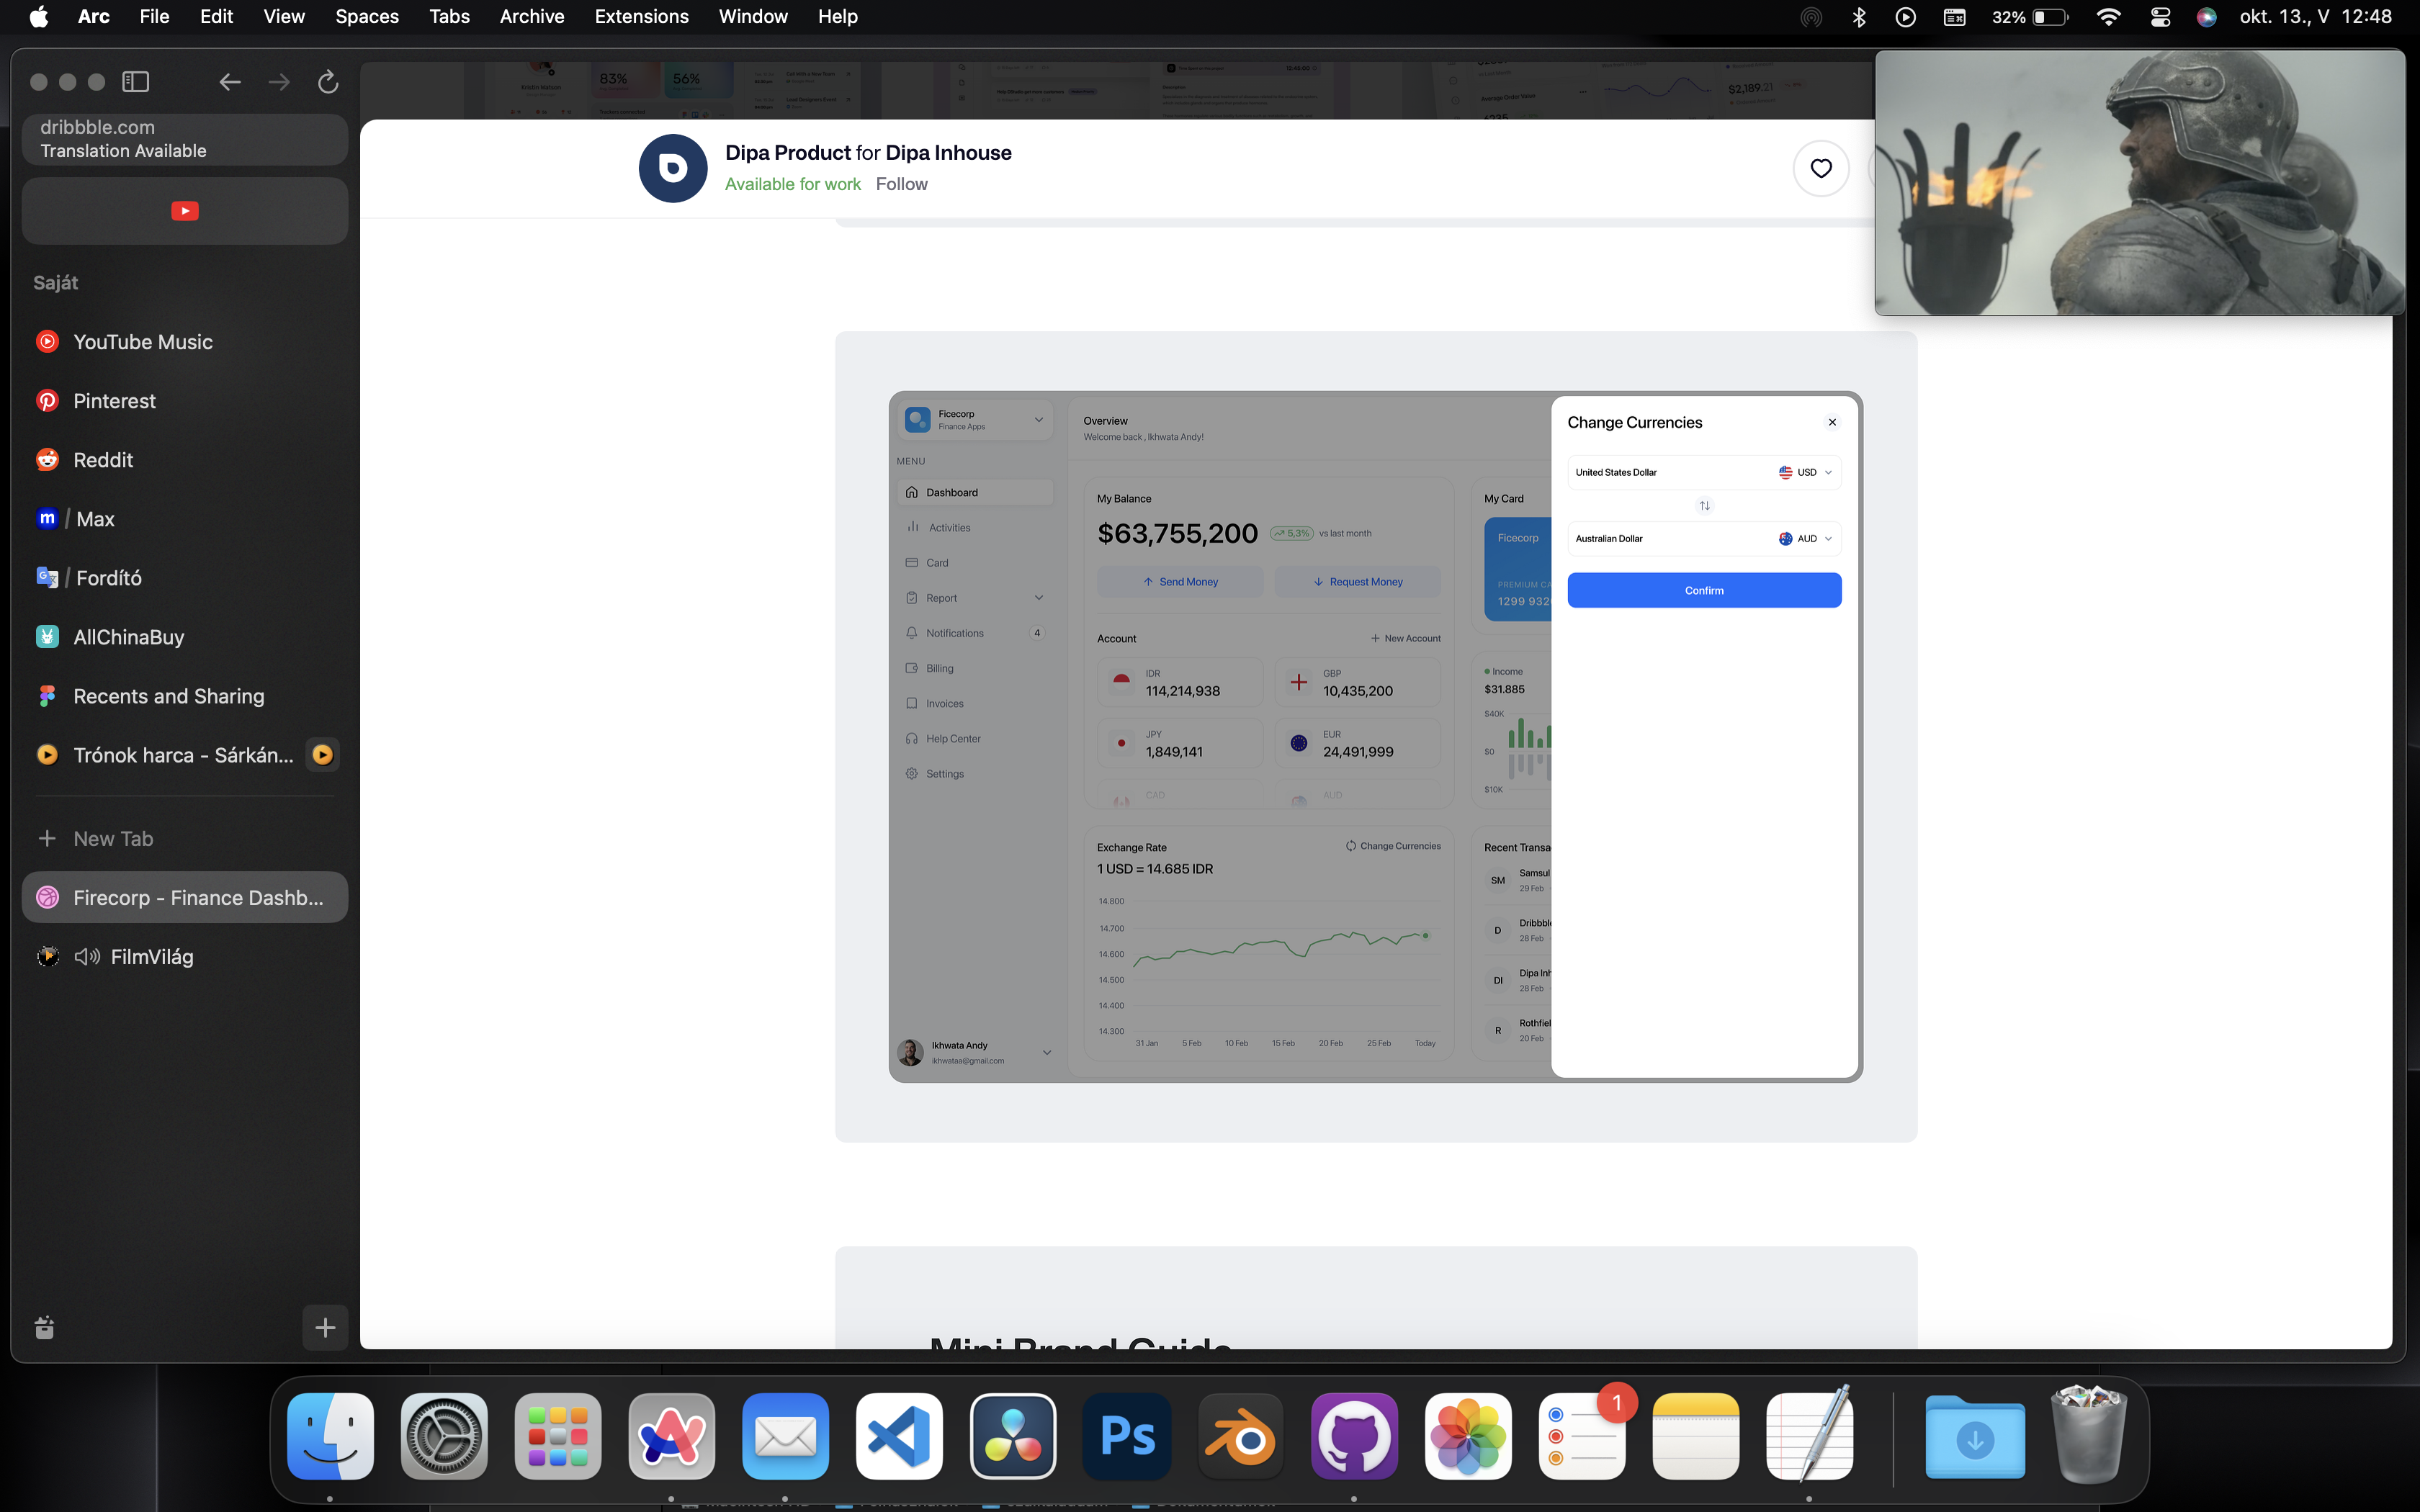 Arc File Edit View Spaces Tabs Archive Extensions Window Help
32% okt. 13., V 12:48
dribbble.com
Translation Available
Saját
YouTube Music
Pinterest
Reddit
m / Max
/ Fordító
AllChinaBuy
Recents and Sharing
Trónok harca - Sárkán...
New Tab
Firecorp - Finance Dashb...
FilmVilág
83% 56%
Average Order Value
$2,189.21
Dipa Product for Dipa Inhouse
Available for work Follow
Ficecorp
Finance Apps
MENU
Dashboard
Activities
Card
Report
Notifications 4
Billing
Invoices
Help Center
Settings
Ikhwata Andy
ikhwataa@gmail.com
Overview
Welcome back , Ikhwata Andy!
My Balance
$63,755,200 5,3% vs last month
Send Money Request Money
Account New Account
IDR
114,214,938
GBP
10,435,200
JPY
1,849,141
EUR
24,491,999
CAD AUD
Exchange Rate Change Currencies
1 USD = 14.685 IDR
14.800
14.700
14.600
14.500
14.400
14.300
31 Jan 5 Feb 10 Feb 15 Feb 20 Feb 25 Feb Today
My Card
Ficecorp
PREMIUM CA
1299 932
Income
$31.885
$40K
$0
$10K
Recent Transa
SM Samsul
29 Feb
D Dribbble
28 Feb
DI Dipa Inh
28 Feb
R Rothfiel
20 Feb
Change Currencies
United States Dollar USD
Australian Dollar AUD
Confirm
Mini Brand Guide
Ps
1